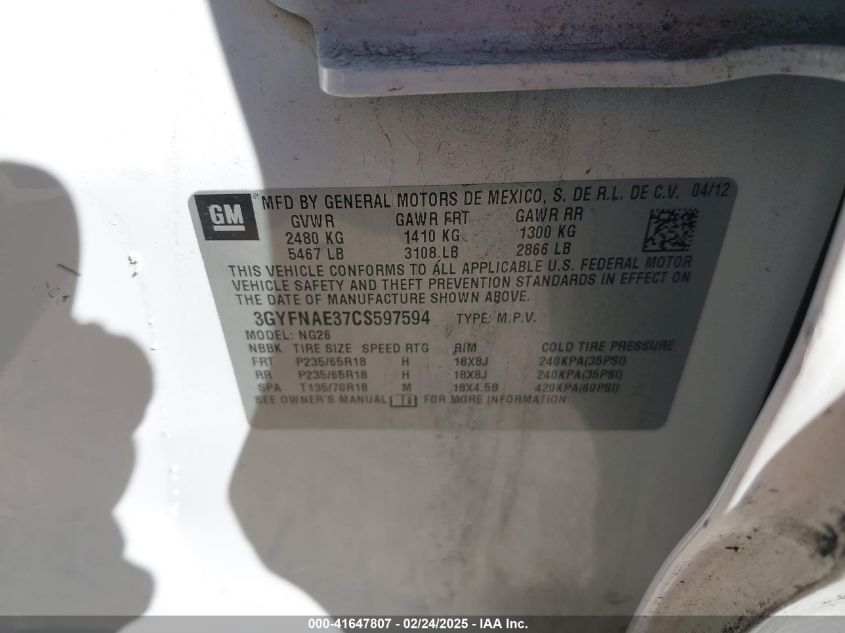 GM ® MFD BY GENERAL MOTORS DE MEXICO, S. DE R.L. DE C.V. 04/12
GVWR GAWR FRT GAWR RR
2480 KG 1410 KG 1300 KG
5467 LB 3108 LB 2866 LB
THIS VEHICLE CONFORMS TO ALL APPLICABLE U.S. FEDERAL MOTOR
VEHICLE SAFETY AND THEFT PREVENTION STANDARDS IN EFFECT ON
THE DATE OF MANUFACTURE SHOWN ABOVE.
3GYFNAE37CS597594 TYPE: M.P.V.
MODEL: NG26
NBBK TIRE SIZE SPEED RTG RIM COLD TIRE PRESSURE
FRT P235/65R18 H 18X8J 240KPA(35PSI)
RR P235/65R18 H 18X8J 240KPA(35PSI)
SPA T135/70R18 M 18X4.5B 420KPA(60PSI)
SEE OWNER'S MANUAL FOR MORE INFORMATION
000-41647807 - 02/24/2025 - IAA Inc.